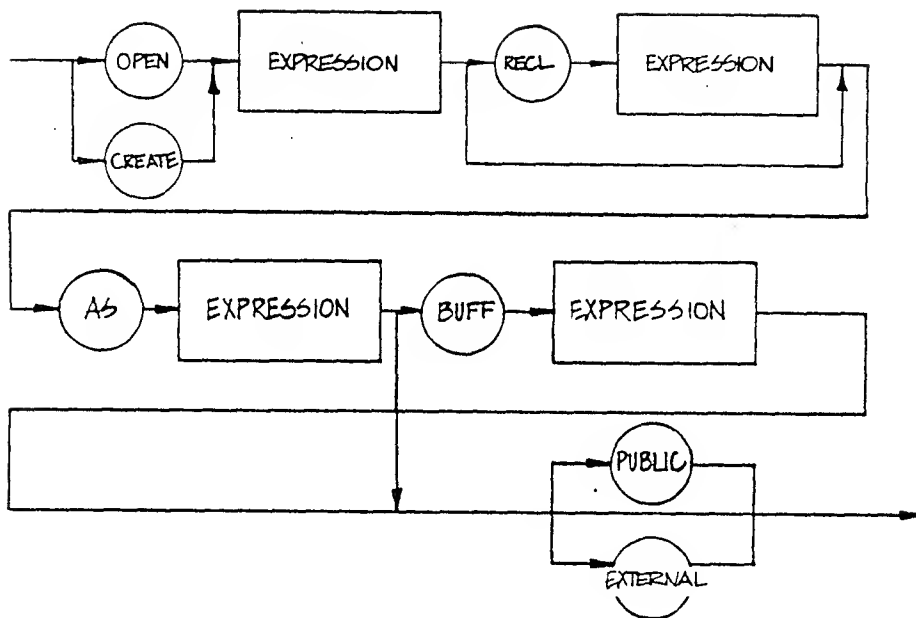 OPEN
EXPRESSION
RECL
EXPRESSION
CREATE
AS
EXPRESSION
BUFF
EXPRESSION
PUBLIC
EXTERNAL